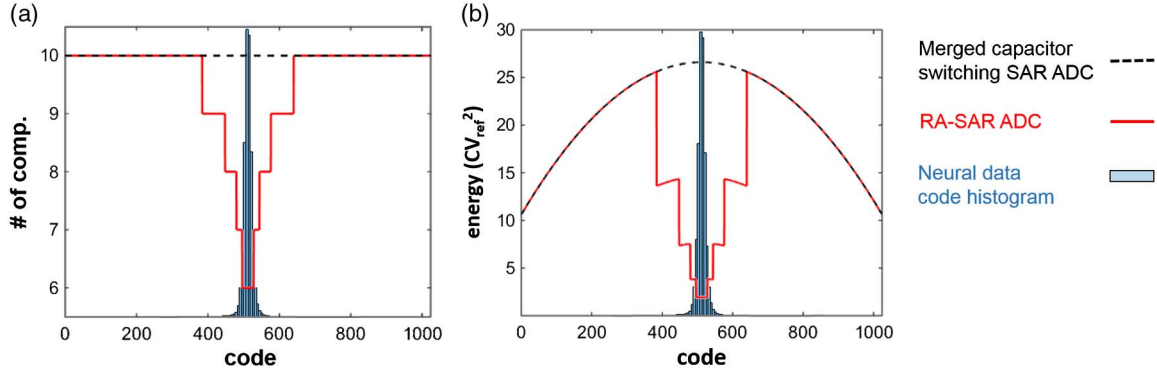 (a)
# of comp.
10
9
8
7
6
0
200
400
600
800
1000
code
(b)
energy (CVref²)
30
25
20
15
10
5
0
200
400
600
800
1000
code
Merged capacitor
switching SAR ADC
RA-SAR ADC
Neural data
code histogram